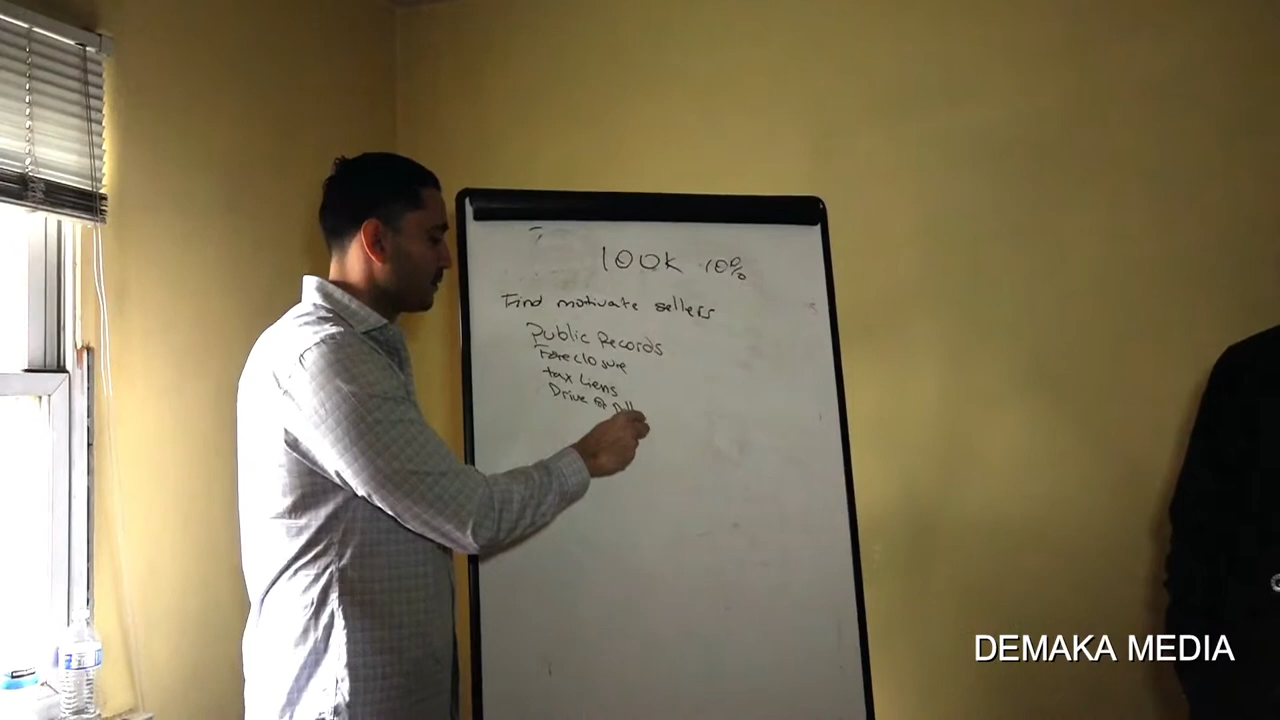 100K 10%
Find motivate sellers
Public Records
Foreclosure
tax liens
Drive
DEMAKA MEDIA